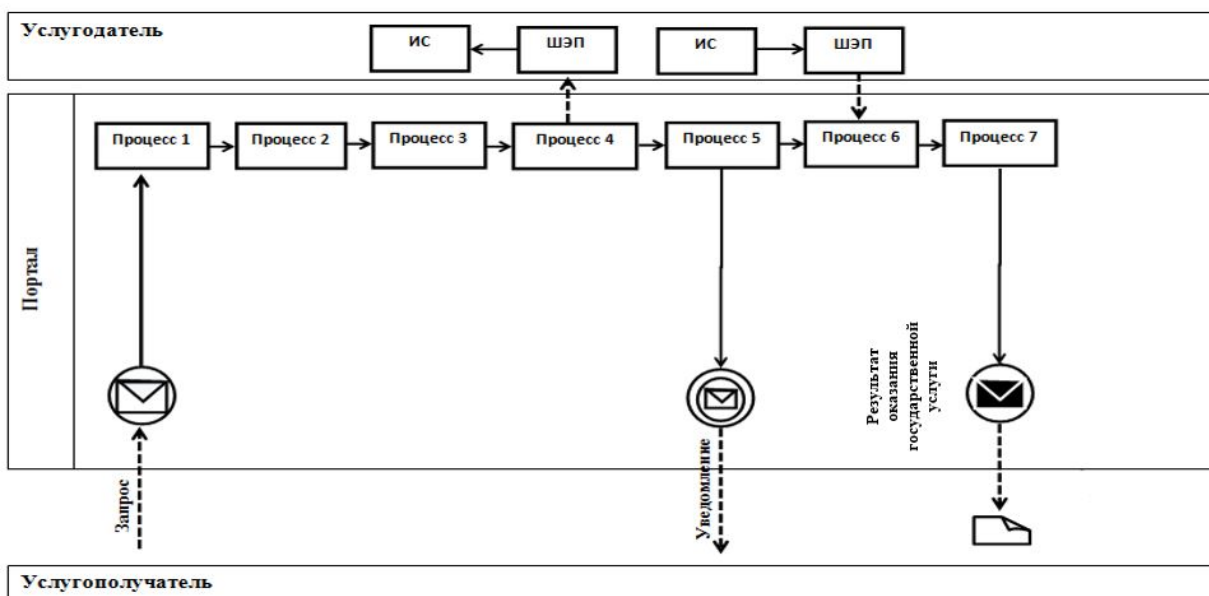 Услугодатель
ИС
ШЭП
ИС
ШЭП
Портал
Процесс 1
Процесс 2
Процесс 3
Процесс 4
Процесс 5
Процесс 6
Процесс 7
Результат
оказания
государственной
услуги
Запрос
Уведомление
Услугополучатель